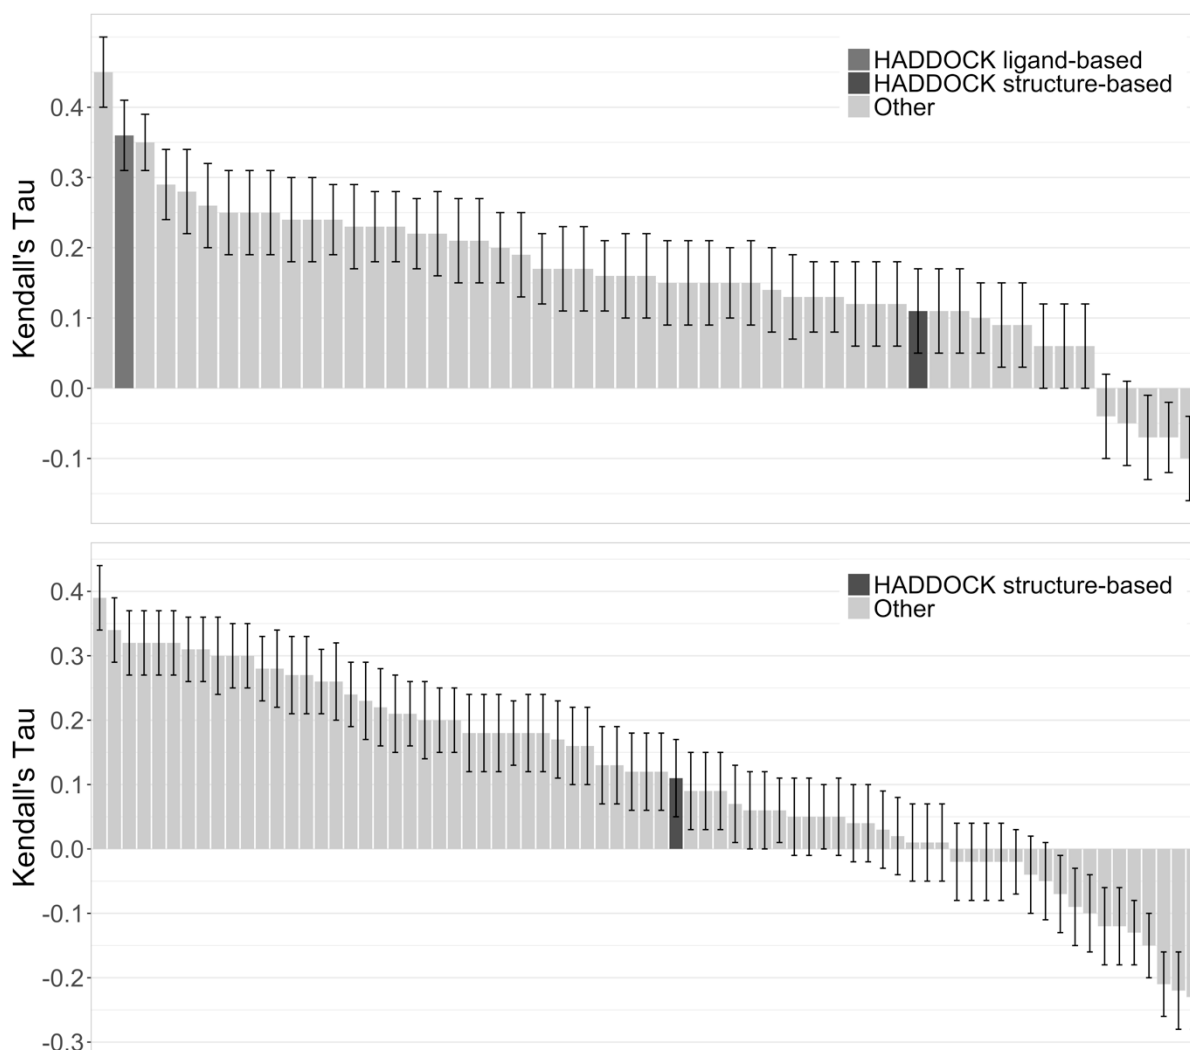 HADDOCK ligand-based
HADDOCK structure-based
Other
Kendall's Tau
0.4
0.3
0.2
0.1
0.0
-0.1
HADDOCK structure-based
Other
Kendall's Tau
0.4
0.3
0.2
0.1
0.0
-0.1
-0.2
-0.3